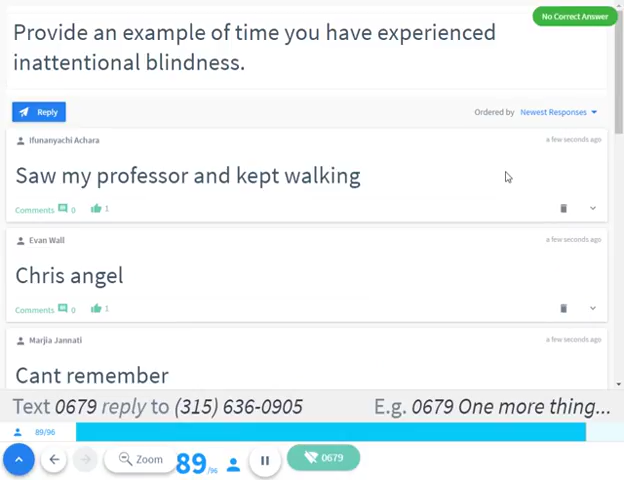 No Correct Answer
Provide an example of time you have experienced
inattentional blindness.
Reply
Ordered by Newest Responses
Ifunanyachi Achara a few seconds ago
Saw my professor and kept walking
Comments 0 1
Evan Wall a few seconds ago
Chris angel
Comments 0 1
Marjia Jannati a few seconds ago
Cant remember
Text 0679 reply to (315) 636-0905 E.g. 0679 One more thing...
89/96
Zoom 89/96 0679